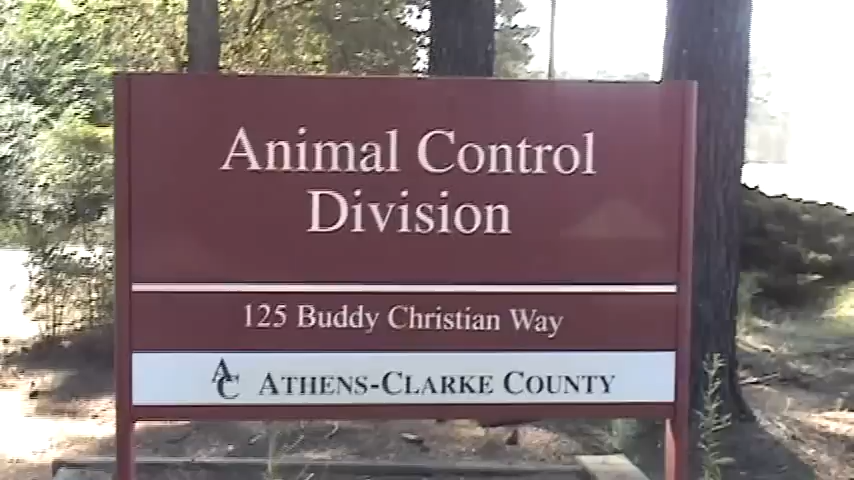 Animal Control
Division
125 Buddy Christian Way
AC ATHENS-CLARKE COUNTY